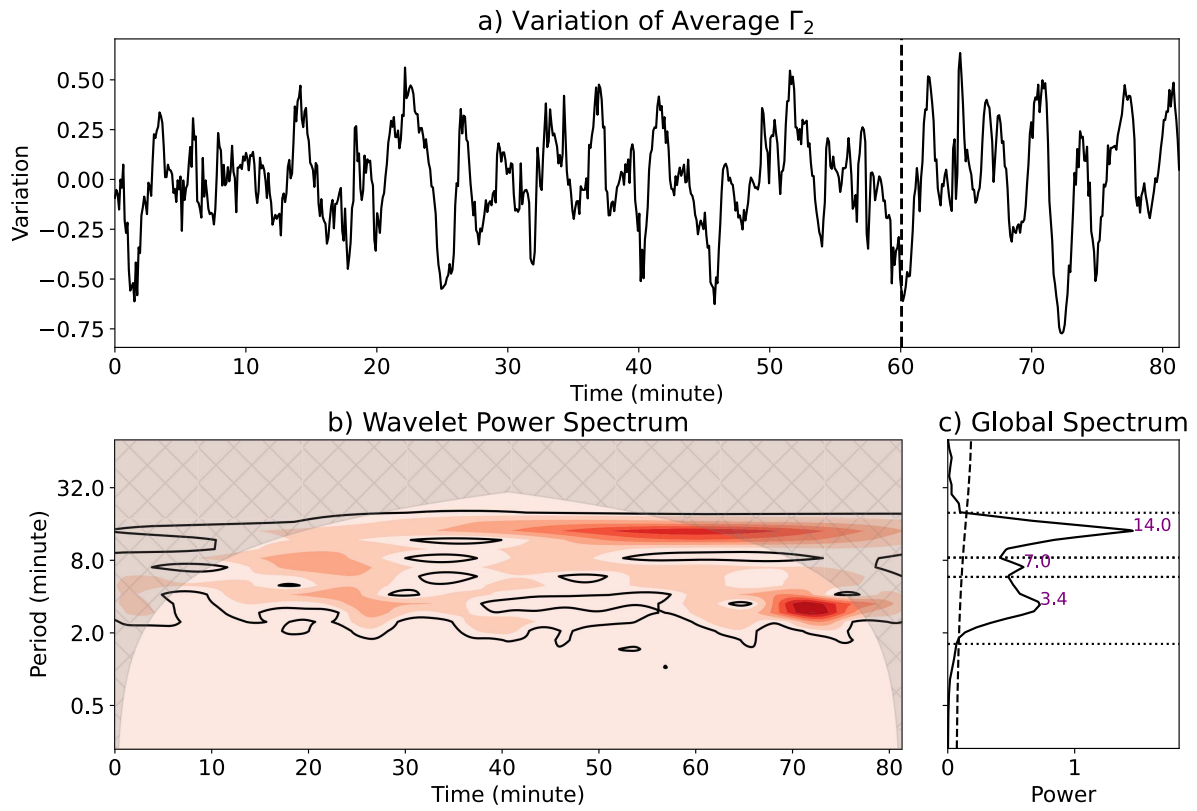 a) Variation of Average Γ₂
Variation
0.50
0.25
0.00
−0.25
−0.50
−0.75
0 10 20 30 40 50 60 70 80
Time (minute)
b) Wavelet Power Spectrum
Period (minute)
32.0
8.0
2.0
0.5
0 10 20 30 40 50 60 70 80
Time (minute)
c) Global Spectrum
14.0
7.0
3.4
0 1
Power